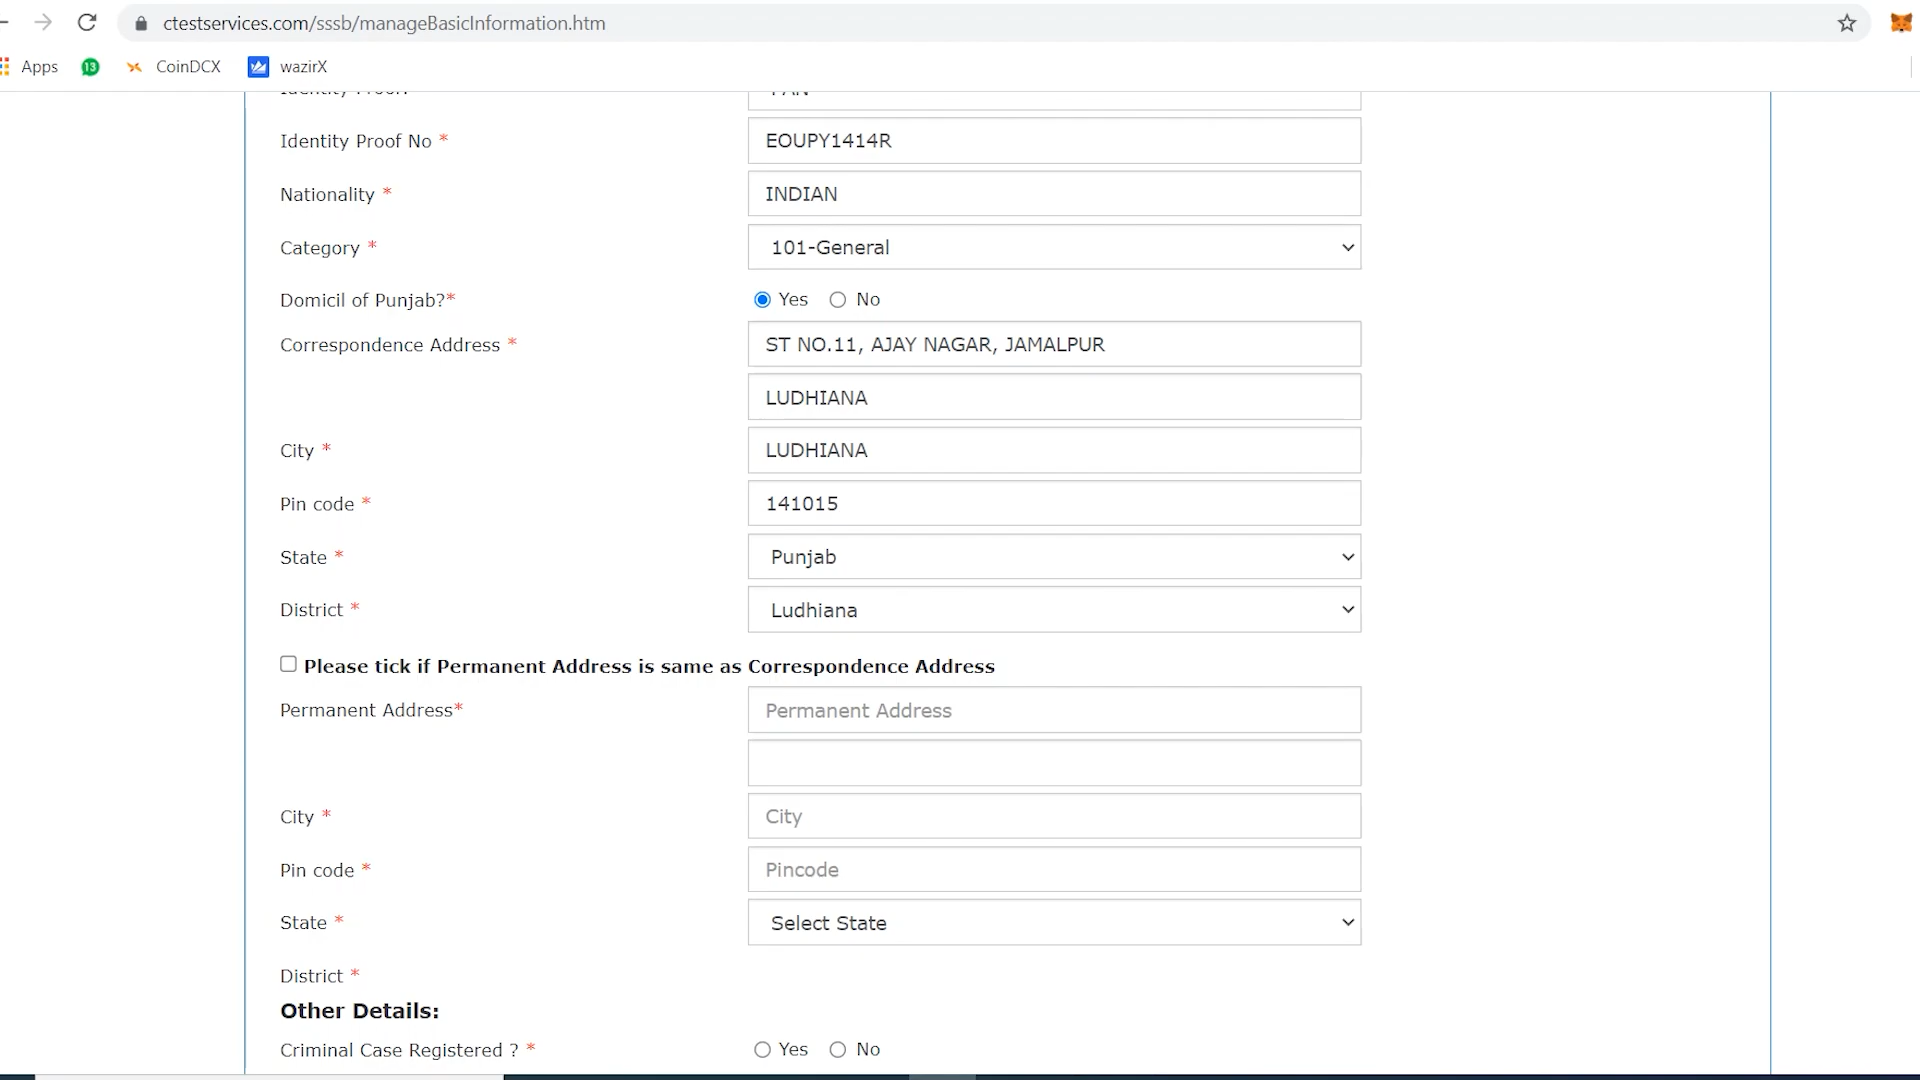 ctestservices.com/sssb/manageBasicInformation.htm
Apps 13 CoinDCX wazirX
Identity Proof No * EOUPY1414R
Nationality * INDIAN
Category * 101-General
Domicil of Punjab?* Yes No
Correspondence Address * ST NO.11, AJAY NAGAR, JAMALPUR
LUDHIANA
City * LUDHIANA
Pin code * 141015
State * Punjab
District * Ludhiana
Please tick if Permanent Address is same as Correspondence Address
Permanent Address* Permanent Address
City * City
Pin code * Pincode
State * Select State
District *
Other Details:
Criminal Case Registered ? * Yes No